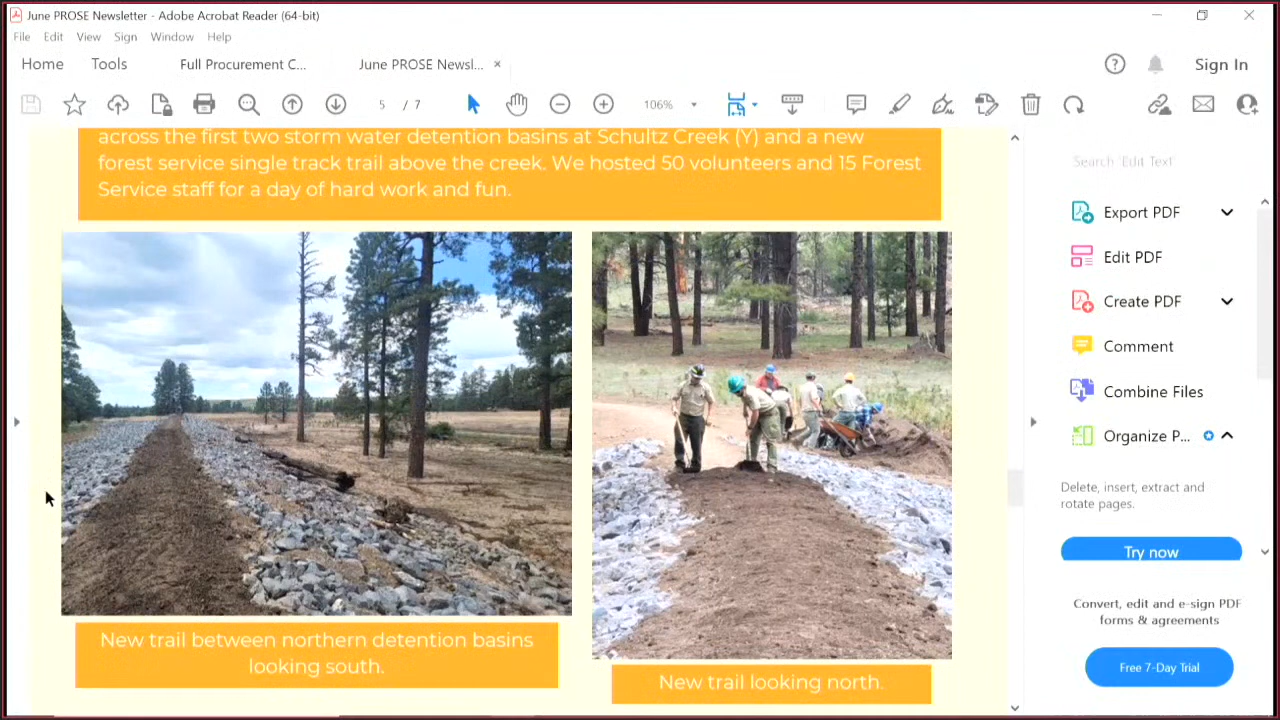 June PROSE Newsletter - Adobe Acrobat Reader (64-bit)
File Edit View Sign Window Help
Home Tools Full Procurement C... June PROSE Newsl... ×
Sign In
5 / 7
106%
across the first two storm water detention basins at Schultz Creek (Y) and a new
forest service single track trail above the creek. We hosted 50 volunteers and 15 Forest
Service staff for a day of hard work and fun.
New trail between northern detention basins
looking south.
New trail looking north.
Search 'Edit Text'
Export PDF
Edit PDF
Create PDF
Comment
Combine Files
Organize P...
Delete, insert, extract and
rotate pages.
Try now
Convert, edit and e-sign PDF
forms & agreements
Free 7-Day Trial